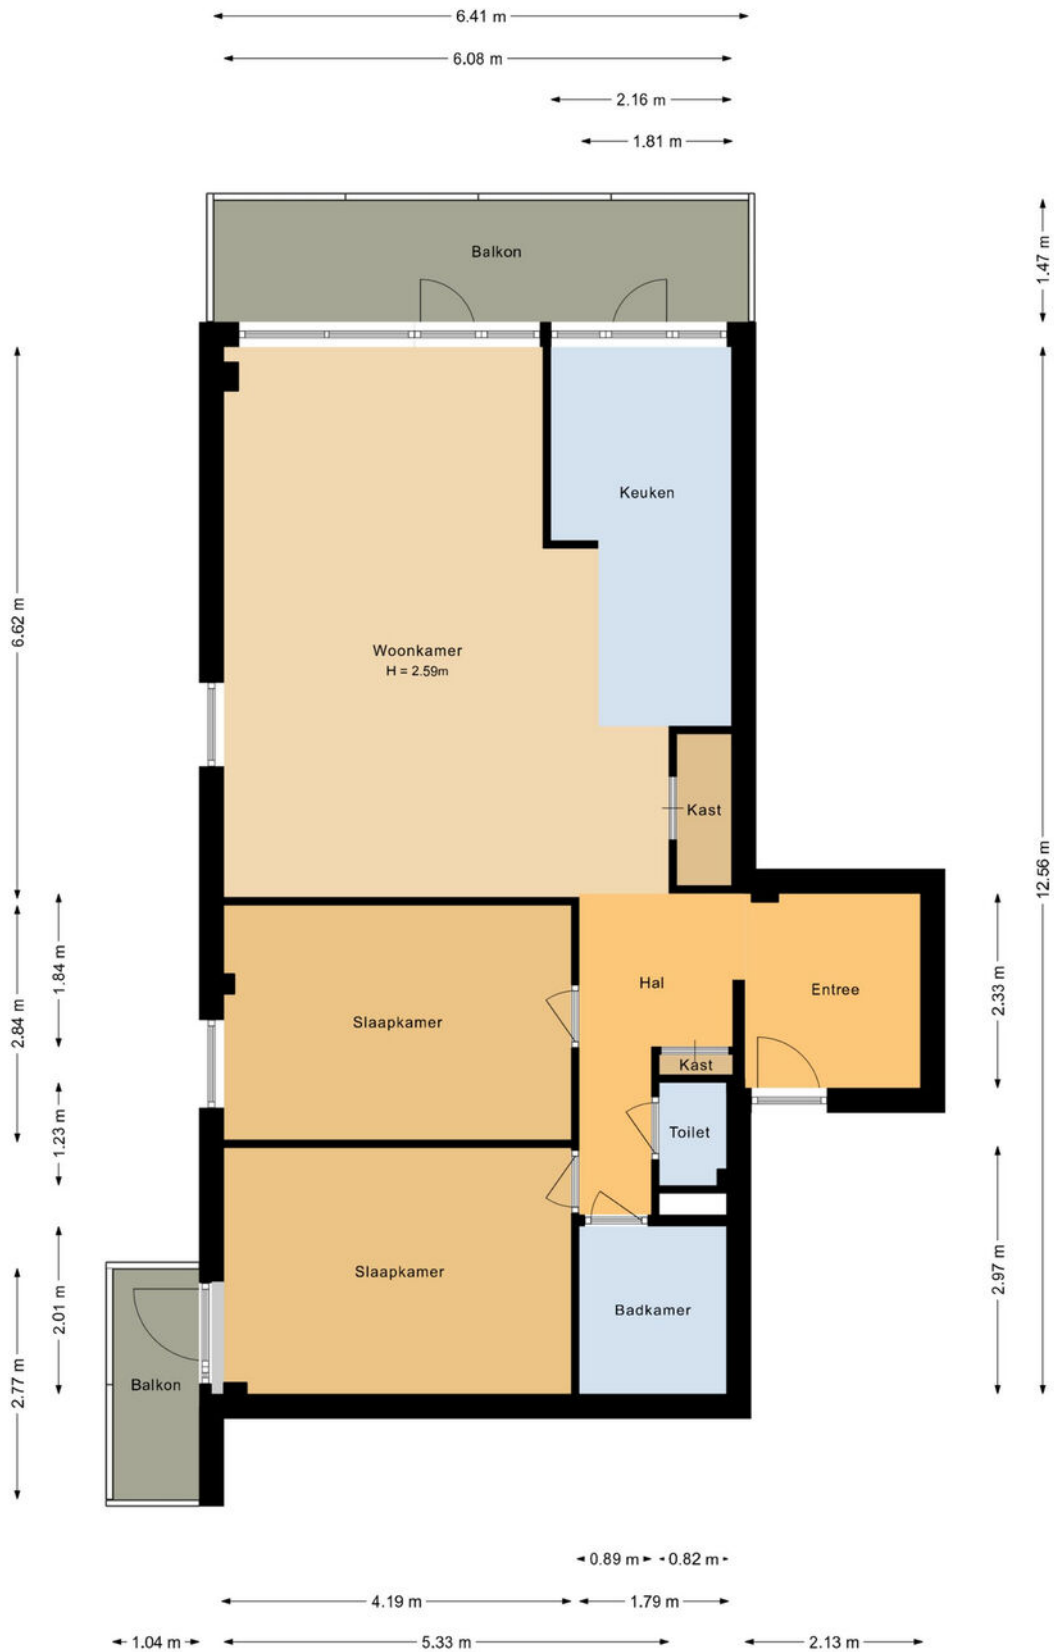 6.41 m
6.08 m
2.16 m
1.81 m
Balkon
1.47 m
Keuken
6.62 m
Woonkamer
H = 2.59m
Kast
12.56 m
1.84 m
2.84 m
Hal
Entree
2.33 m
Slaapkamer
Kast
1.23 m
Toilet
Slaapkamer
2.01 m
Badkamer
2.97 m
2.77 m
Balkon
0.89 m
0.82 m
4.19 m
1.79 m
1.04 m
5.33 m
2.13 m